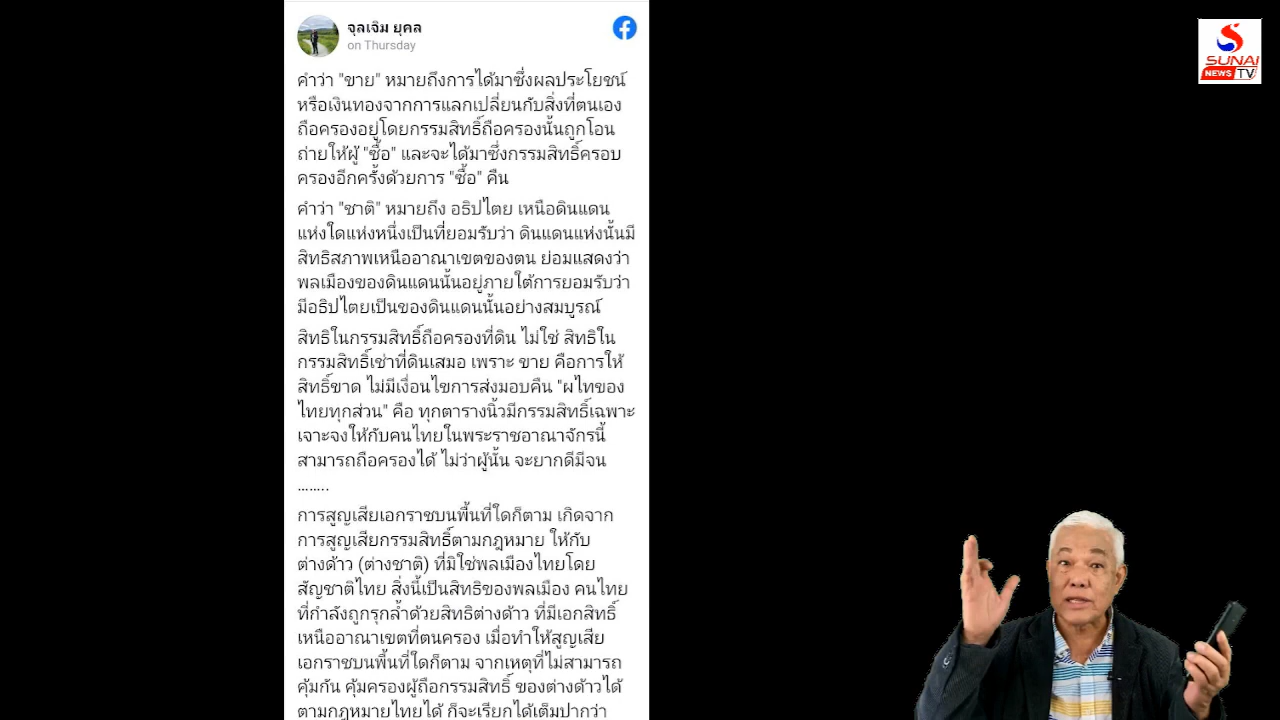 จุลเจิม ยุคล
on Thursday
คำว่า "ขาย" หมายถึงการได้มาซึ่งผลประโยชน์
หรือเงินทองจากการแลกเปลี่ยนกับสิ่งที่ตนเอง
ถือครองอยู่โดยกรรมสิทธิ์ถือครองนั้นถูกโอน
ถ่ายให้ผู้ "ซื้อ" และจะได้มาซึ่งกรรมสิทธิ์ครอบ
ครองอีกครั้งด้วยการ "ซื้อ" คืน
คำว่า "ชาติ" หมายถึง อธิปไตย เหนือดินแดน
แห่งใดแห่งหนึ่งเป็นที่ยอมรับว่า ดินแดนแห่งนั้นมี
สิทธิสภาพเหนืออาณาเขตของตน ย่อมแสดงว่า
พลเมืองของดินแดนนั้นอยู่ภายใต้การยอมรับว่า
มีอธิปไตยเป็นของดินแดนนั้นอย่างสมบูรณ์
สิทธิในกรรมสิทธิ์ถือครองที่ดิน ไม่ใช่ สิทธิใน
กรรมสิทธิ์เช่าที่ดินเสมอ เพราะ ขาย คือการให้
สิทธิ์ขาด ไม่มีเงื่อนไขการส่งมอบคืน "ผไทของ
ไทยทุกส่วน" คือ ทุกตารางนิ้วมีกรรมสิทธิ์เฉพาะ
เจาะจงให้กับคนไทยในพระราชอาณาจักรนี้
สามารถถือครองได้ ไม่ว่าผู้นั้น จะยากดีมีจน
........
การสูญเสียเอกราชบนพื้นที่ใดก็ตาม เกิดจาก
การสูญเสียกรรมสิทธิ์ตามกฎหมาย ให้กับ
ต่างด้าว (ต่างชาติ) ที่มิใช่พลเมืองไทยโดย
สัญชาติไทย สิ่งนี้เป็นสิทธิของพลเมือง คนไทย
ที่กำลังถูกรุกล้ำด้วยสิทธิต่างด้าว ที่มีเอกสิทธิ์
เหนืออาณาเขตที่ตนครอง เมื่อทำให้สูญเสีย
เอกราชบนพื้นที่ใดก็ตาม จากเหตุที่ไม่สามารถ
คุ้มกัน คุ้มครองผู้ถือกรรมสิทธิ์ ของต่างด้าวได้
ตามกฎหมายไทยได้ ก็จะเรียกได้เต็มปากว่า
SUNAI
NEWS TV